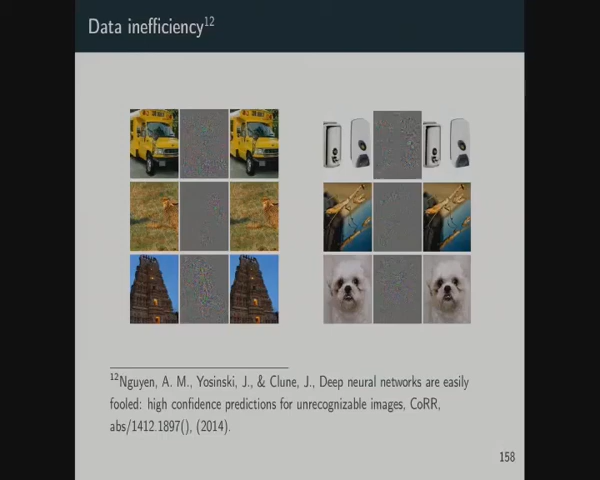 Data inefficiency12
12Nguyen, A. M., Yosinski, J., & Clune, J., Deep neural networks are easily
fooled: high confidence predictions for unrecognizable images, CoRR,
abs/1412.1897(), (2014).
158